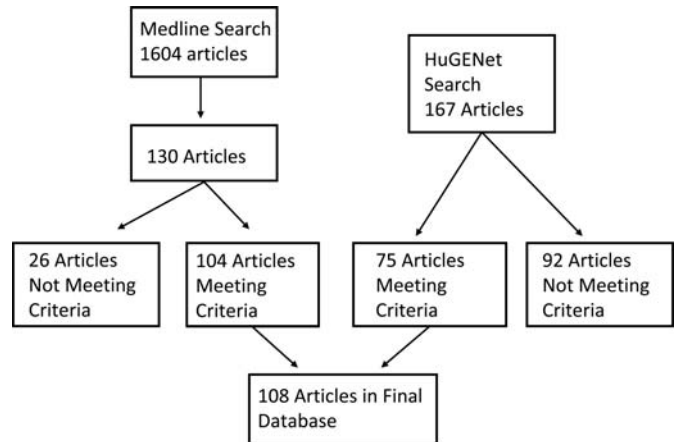 Medline Search
1604 articles
HuGENet
Search
167 Articles
130 Articles
26 Articles
Not Meeting
Criteria
104 Articles
Meeting
Criteria
75 Articles
Meeting
Criteria
92 Articles
Not Meeting
Criteria
108 Articles in Final
Database